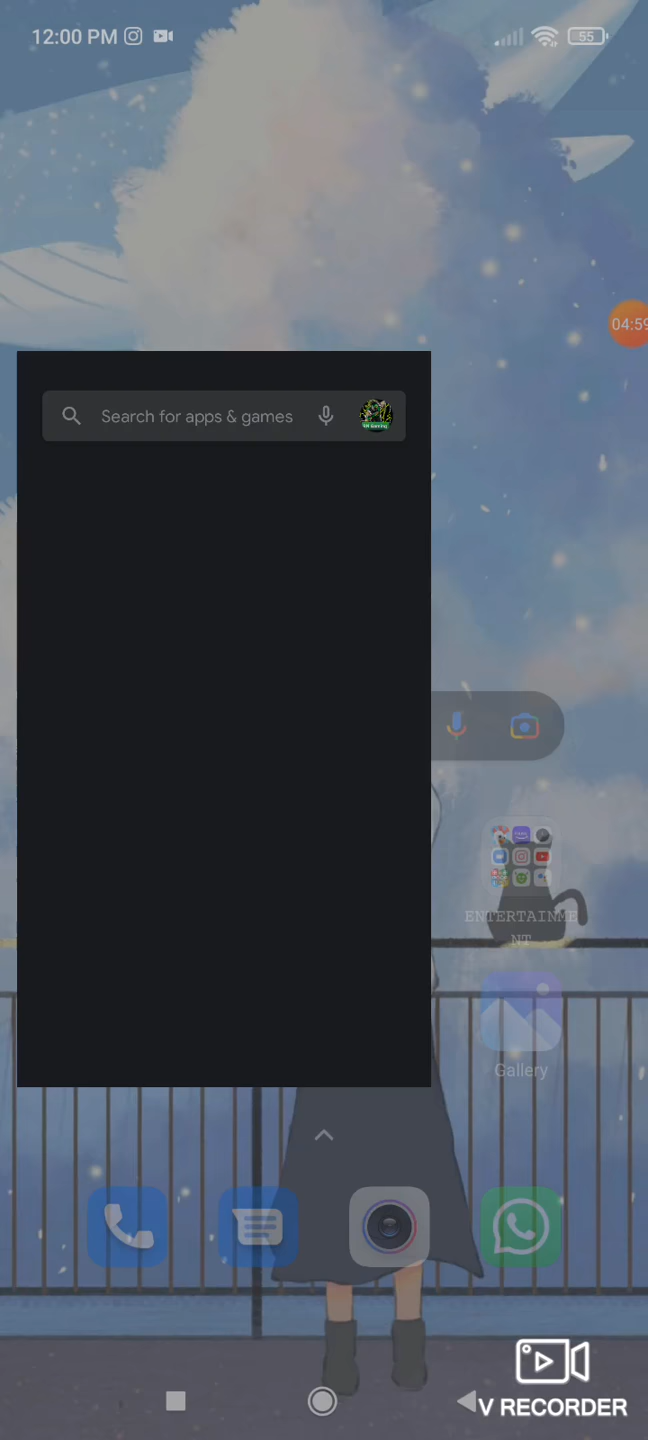 12:00 PM
55
04:59
Search for apps & games
ENTERTAINME
NT
Gallery
V RECORDER